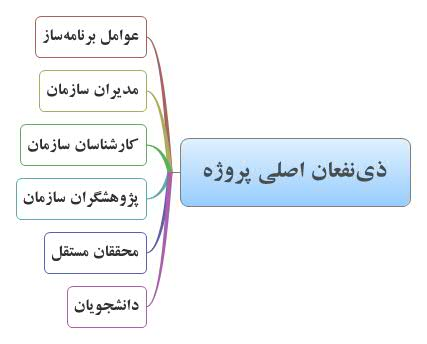 ذی‌نفعان اصلی پروژه
عوامل برنامه‌ساز
مدیران سازمان
کارشناسان سازمان
پژوهشگران سازمان
محققان مستقل
دانشجویان